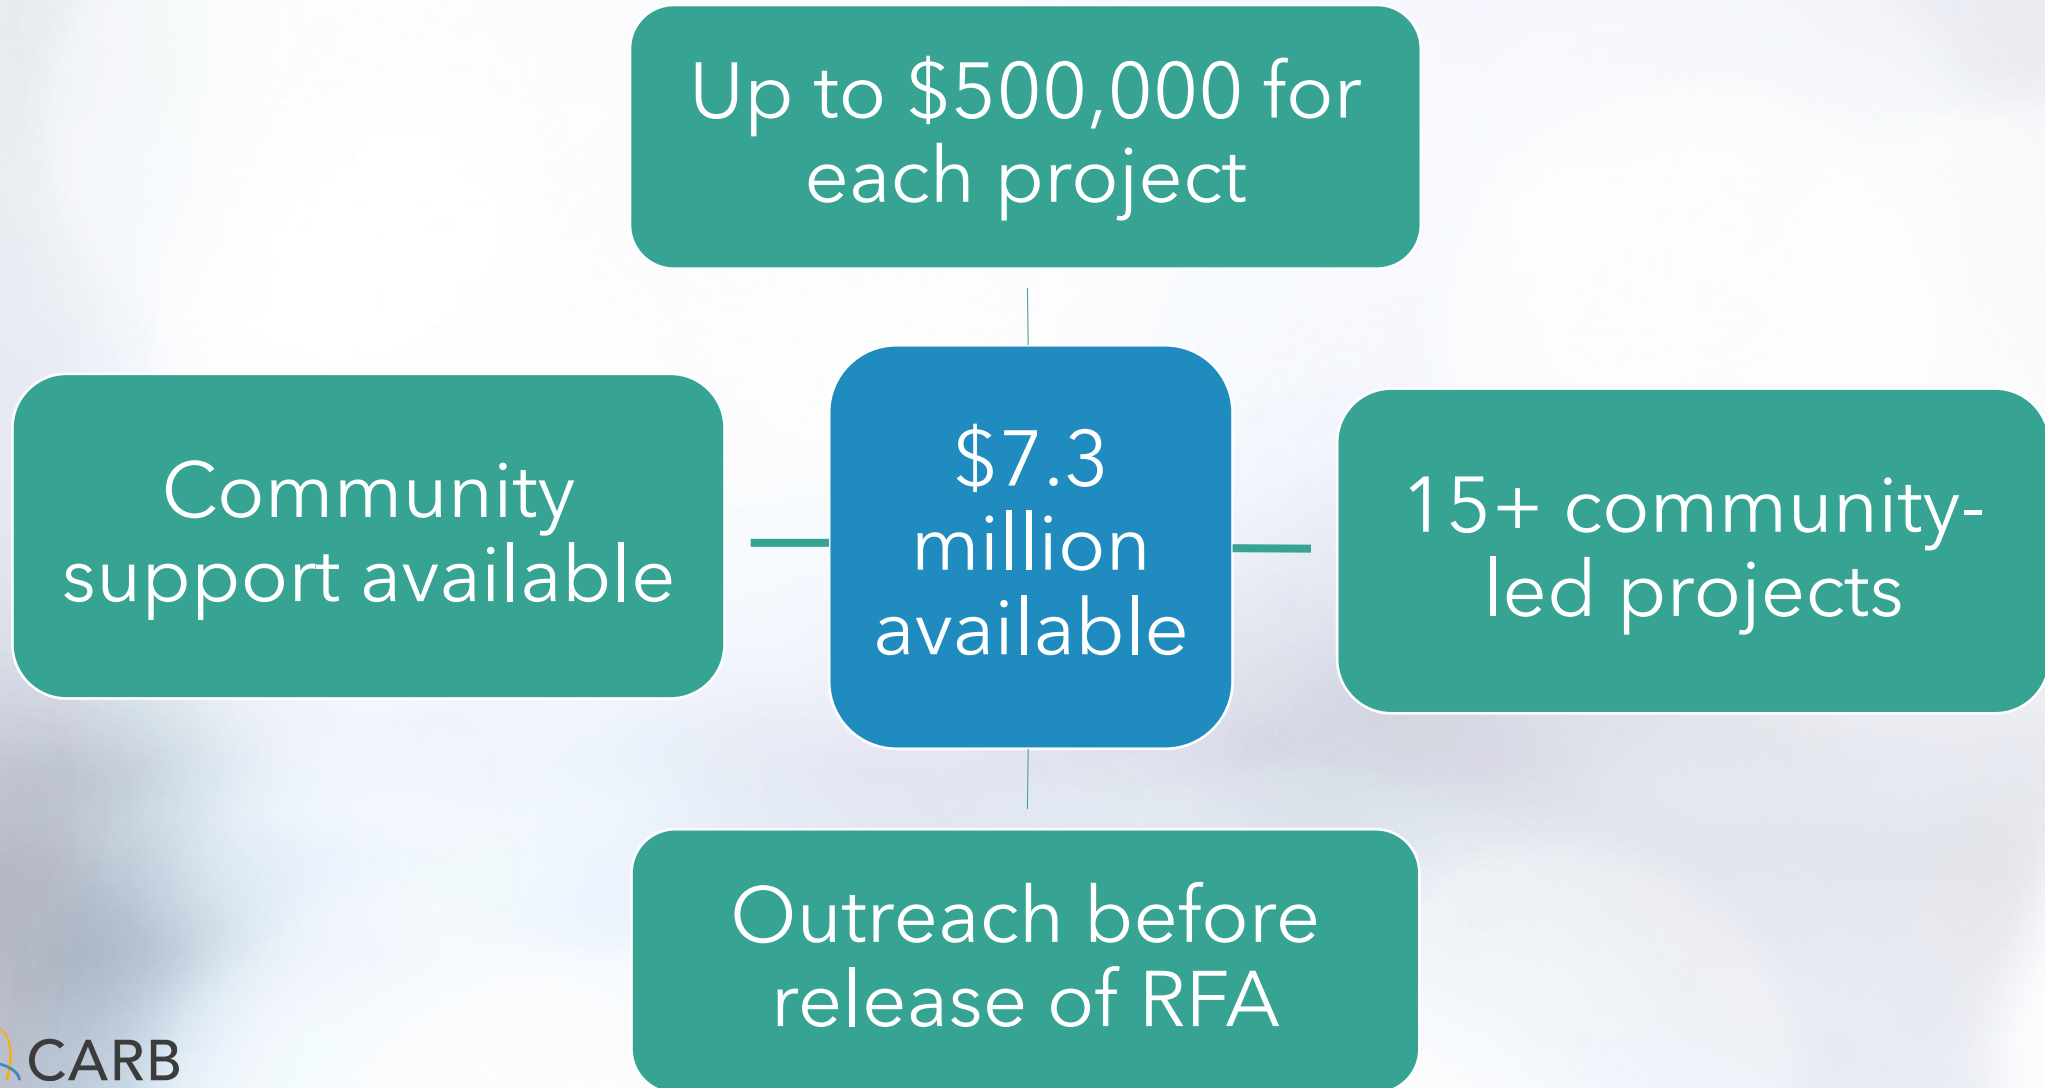 Up to $500,000 for
each project
Community
support available
$7.3
million
available
15+ community-
led projects
Outreach before
release of RFA
CARB